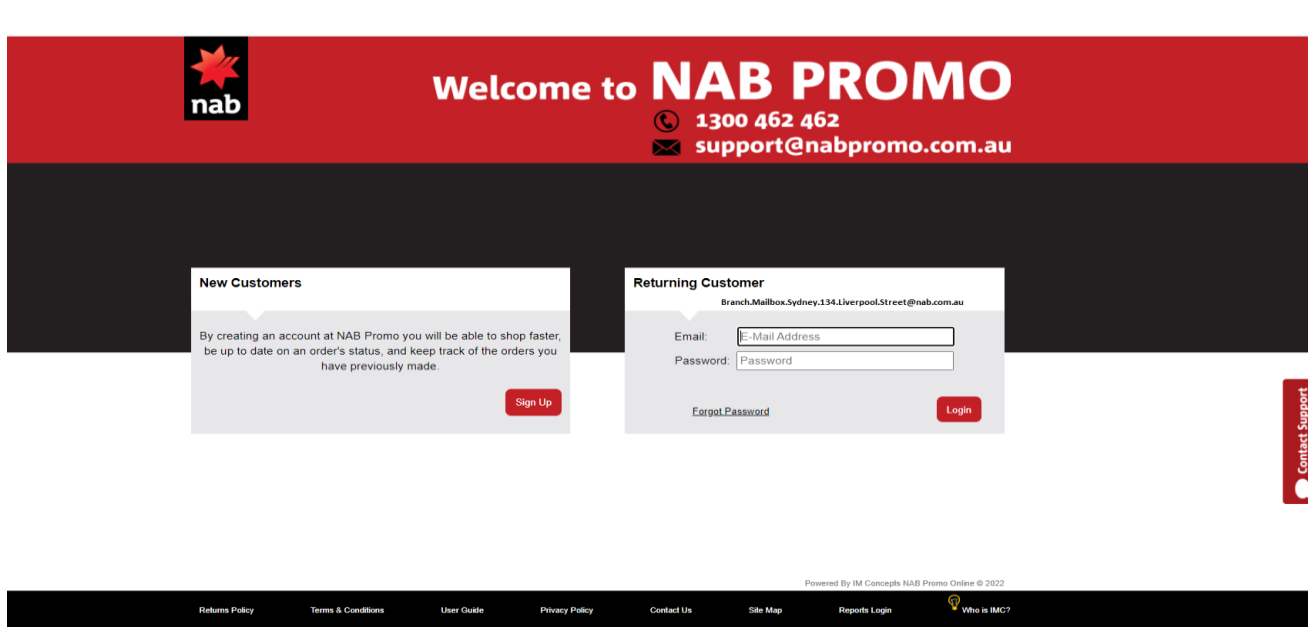 nab
Welcome to NAB PROMO
1300 462 462
support@nabpromo.com.au
New Customers
By creating an account at NAB Promo you will be able to shop faster,
be up to date on an order's status, and keep track of the orders you
have previously made.
Sign Up
Returning Customer
Branch.Mailbox.Sydney.134.Liverpool.Street@nab.com.au
Email: E-Mail Address
Password: Password
Forgot Password
Login
Contact Support
Powered By IM Concepts NAB Promo Online © 2022
Returns Policy Terms & Conditions User Guide Privacy Policy Contact Us Site Map Reports Login Who is IMC?